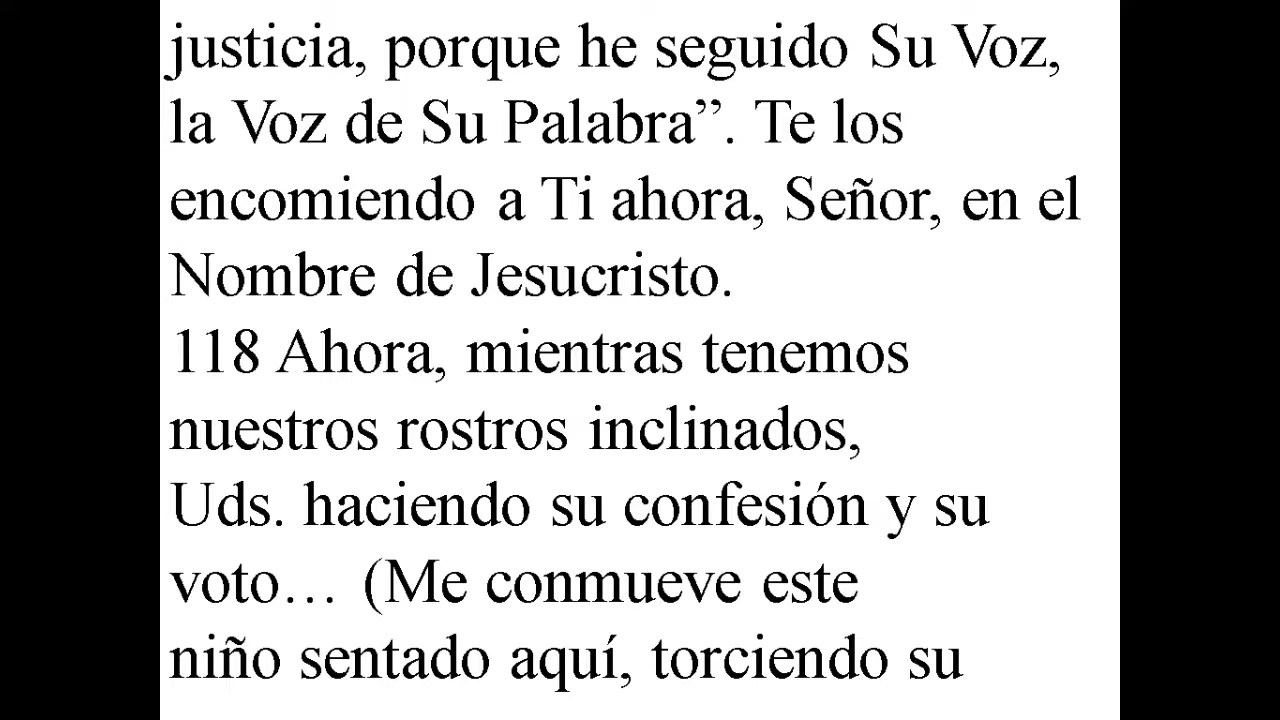 justicia, porque he seguido Su Voz,
la Voz de Su Palabra”. Te los
encomiendo a Ti ahora, Señor, en el
Nombre de Jesucristo.
118 Ahora, mientras tenemos
nuestros rostros inclinados,
Uds. haciendo su confesión y su
voto… (Me conmueve este
niño sentado aquí, torciendo su